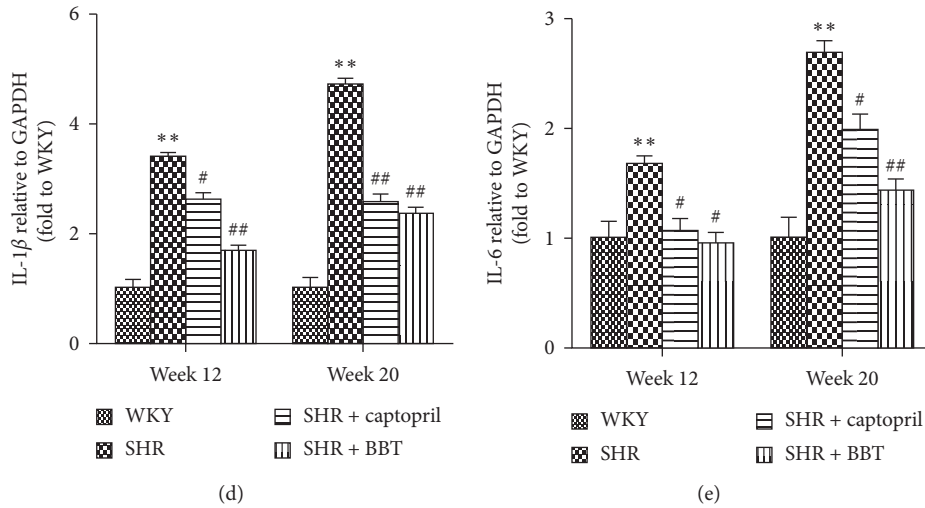 IL-1β relative to GAPDH
(fold to WKY)
6
4
2
0
**
#
##
**
##
##
Week 12
Week 20
WKY
SHR + captopril
SHR
SHR + BBT
(d)
IL-6 relative to GAPDH
(fold to WKY)
3
2
1
0
**
#
#
**
#
##
Week 12
Week 20
WKY
SHR + captopril
SHR
SHR + BBT
(e)